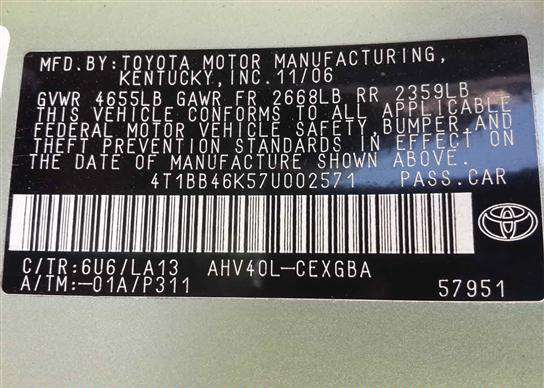 MFD.BY:TOYOTA MOTOR MANUFACTURING,
KENTUCKY,INC.11/06
GVWR 4655LB GAWR FR 2668LB RR 2359LB
THIS VEHICLE CONFORMS TO ALL APPLICABLE
FEDERAL MOTOR VEHICLE SAFETY,BUMPER,AND
THEFT PREVENTION STANDARDS IN EFFECT ON
THE DATE OF MANUFACTURE SHOWN ABOVE.
4T1BB46K57U002571 PASS.CAR
C/TR:6U6/LA13 AHV40L-CEXGBA
A/TM:-01A/P311 57951